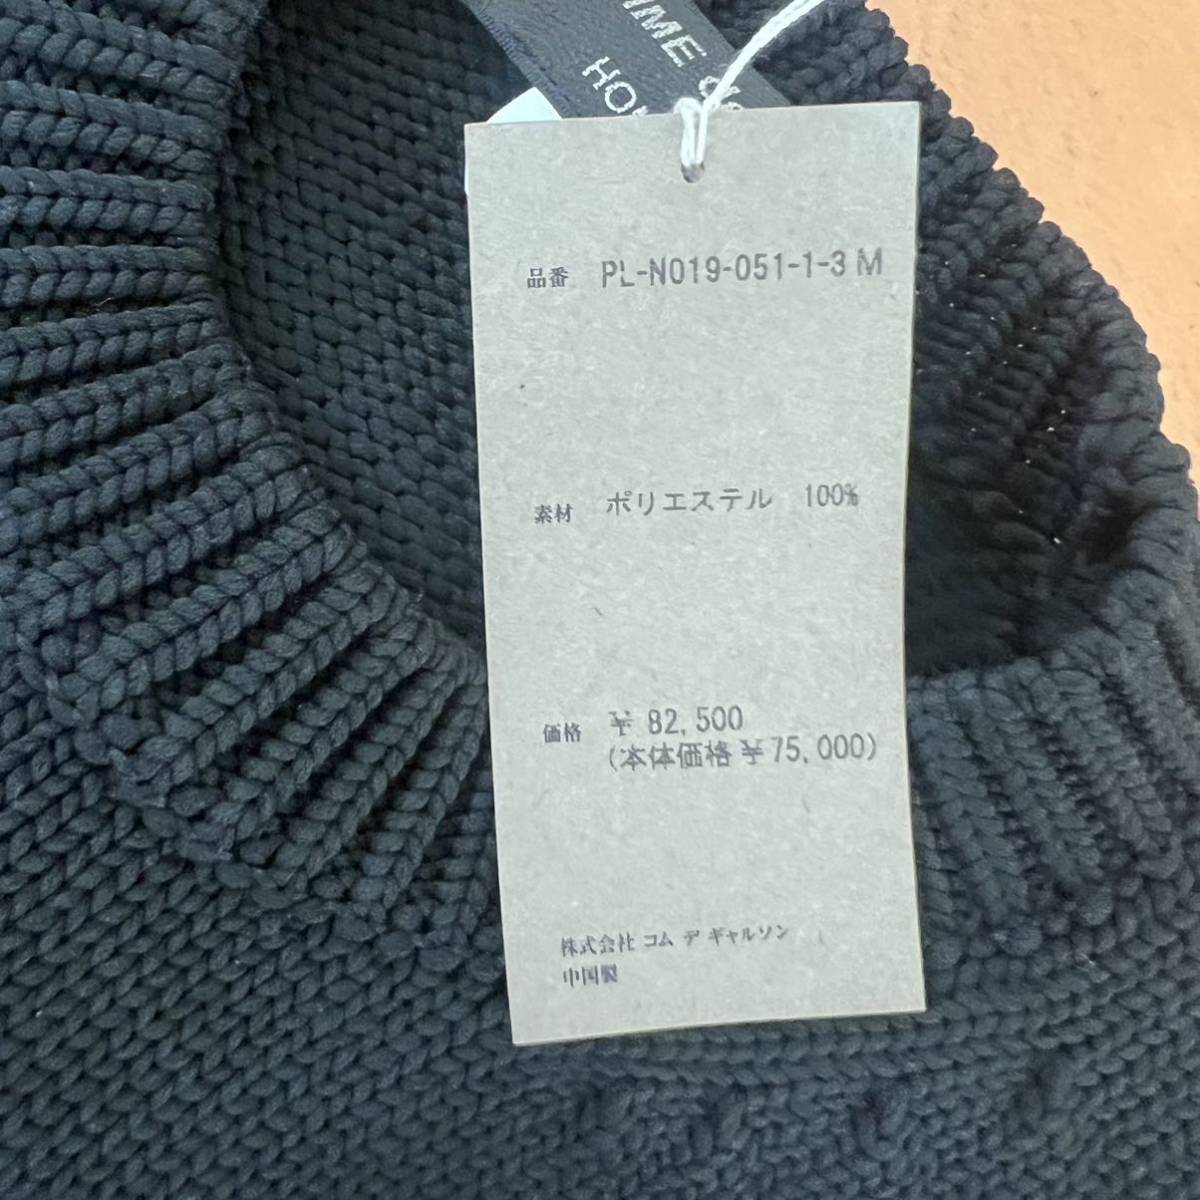 品番 PL-N019-051-1-3 M
素材 ポリエステル 100%
価格 ¥ 82,500
(本体価格 ¥75,000)
株式会社 コム デ ギャルソン
中国製